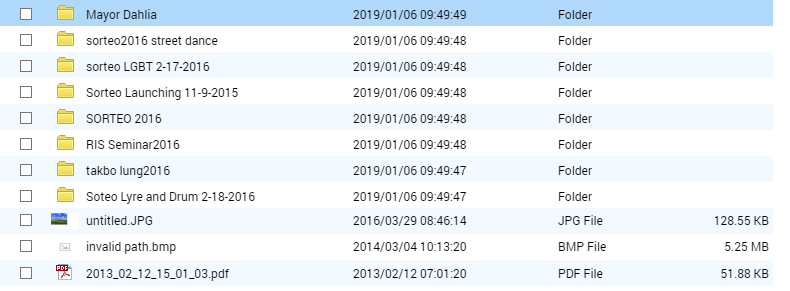 Mayor Dahlia 2019/01/06 09:49:49 Folder
sorteo2016 street dance 2019/01/06 09:49:48 Folder
sorteo LGBT 2-17-2016 2019/01/06 09:49:48 Folder
Sorteo Launching 11-9-2015 2019/01/06 09:49:48 Folder
SORTEO 2016 2019/01/06 09:49:48 Folder
RIS Seminar2016 2019/01/06 09:49:48 Folder
takbo lung2016 2019/01/06 09:49:47 Folder
Soteo Lyre and Drum 2-18-2016 2019/01/06 09:49:47 Folder
untitled.JPG 2016/03/29 08:46:14 JPG File 128.55 KB
invalid path.bmp 2014/03/04 10:13:20 BMP File 5.25 MB
PDF 2013_02_12_15_01_03.pdf 2013/02/12 07:01:20 PDF File 51.88 KB